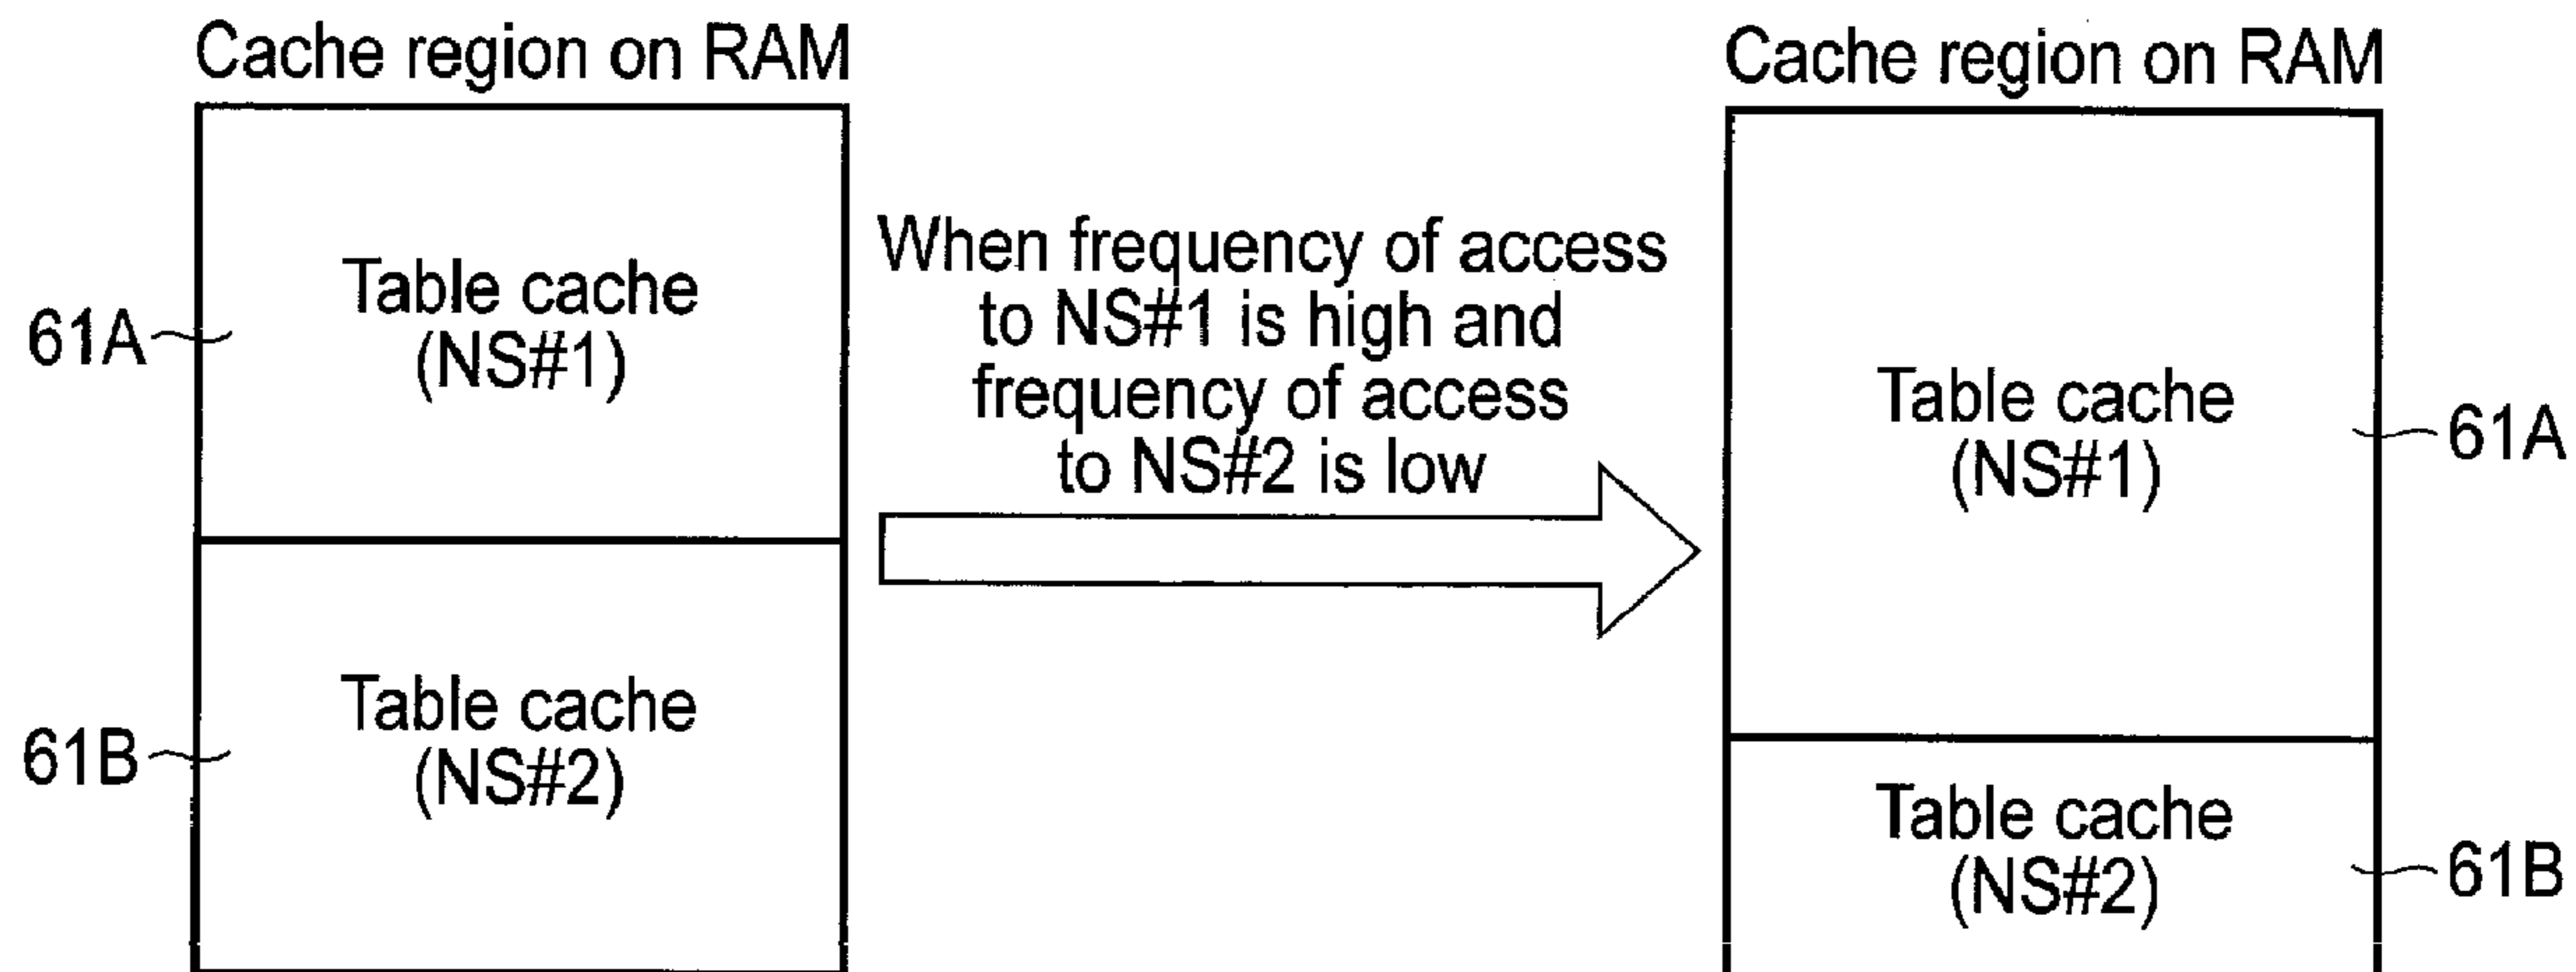 Cache region on RAM
Table cache
(NS#1)
61A
Table cache
(NS#2)
61B
When frequency of access
to NS#1 is high and
frequency of access
to NS#2 is low
Cache region on RAM
Table cache
(NS#1)
61A
Table cache
(NS#2)
61B